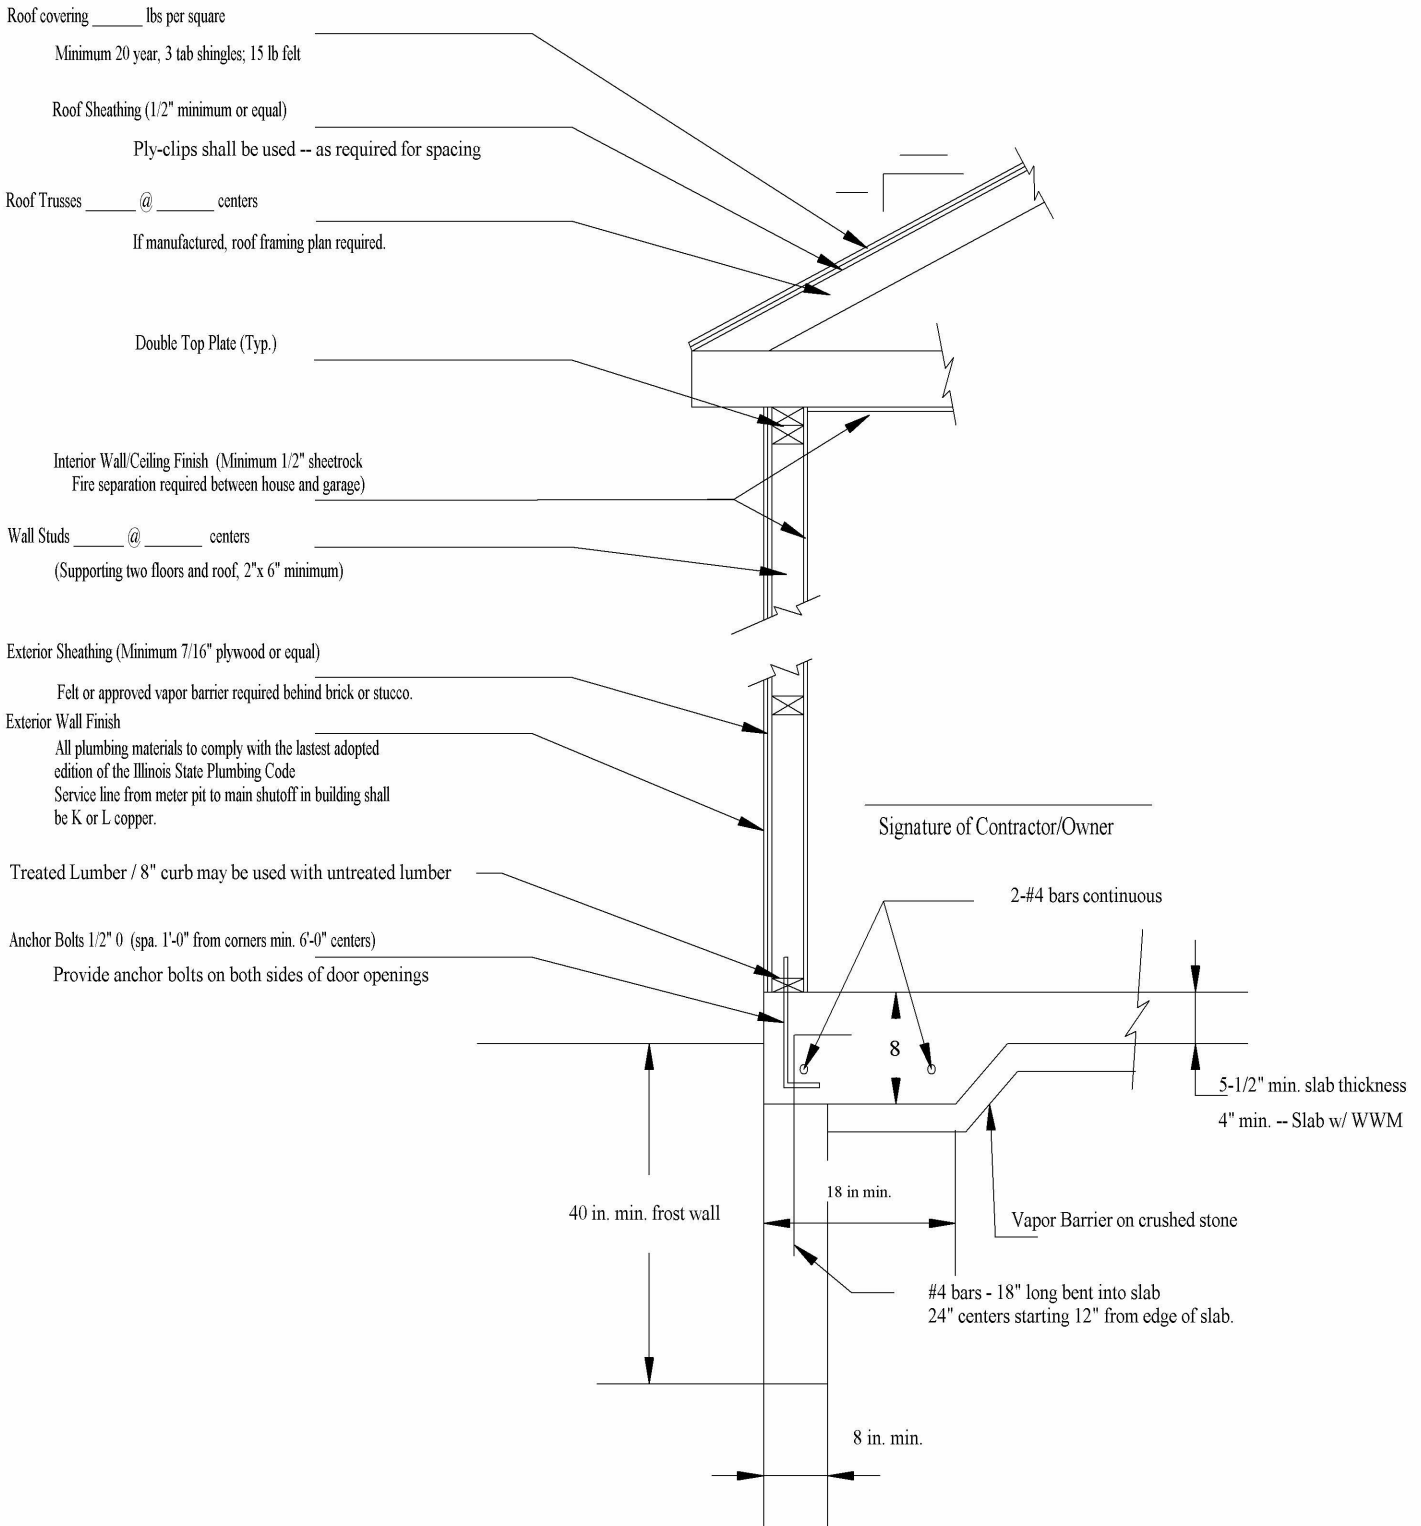 Roof covering ______ lbs per square
Minimum 20 year, 3 tab shingles; 15 lb felt
Roof Sheathing (1/2" minimum or equal)
Ply-clips shall be used -- as required for spacing
Roof Trusses ______ @ _______ centers
If manufactured, roof framing plan required.
Double Top Plate (Typ.)
Interior Wall/Ceiling Finish (Minimum 1/2" sheetrock
Fire separation required between house and garage)
Wall Studs ______ @ _______ centers
(Supporting two floors and roof, 2"x 6" minimum)
Exterior Sheathing (Minimum 7/16" plywood or equal)
Felt or approved vapor barrier required behind brick or stucco.
Exterior Wall Finish
All plumbing materials to comply with the lastest adopted
edition of the Illinois State Plumbing Code
Service line from meter pit to main shutoff in building shall
be K or L copper.
Signature of Contractor/Owner
Treated Lumber / 8" curb may be used with untreated lumber
2-#4 bars continuous
Anchor Bolts 1/2" 0 (spa. 1'-0" from corners min. 6'-0" centers)
Provide anchor bolts on both sides of door openings
8
5-1/2" min. slab thickness
4" min. -- Slab w/ WWM
18 in min.
40 in. min. frost wall
Vapor Barrier on crushed stone
#4 bars - 18" long bent into slab
24" centers starting 12" from edge of slab.
8 in. min.